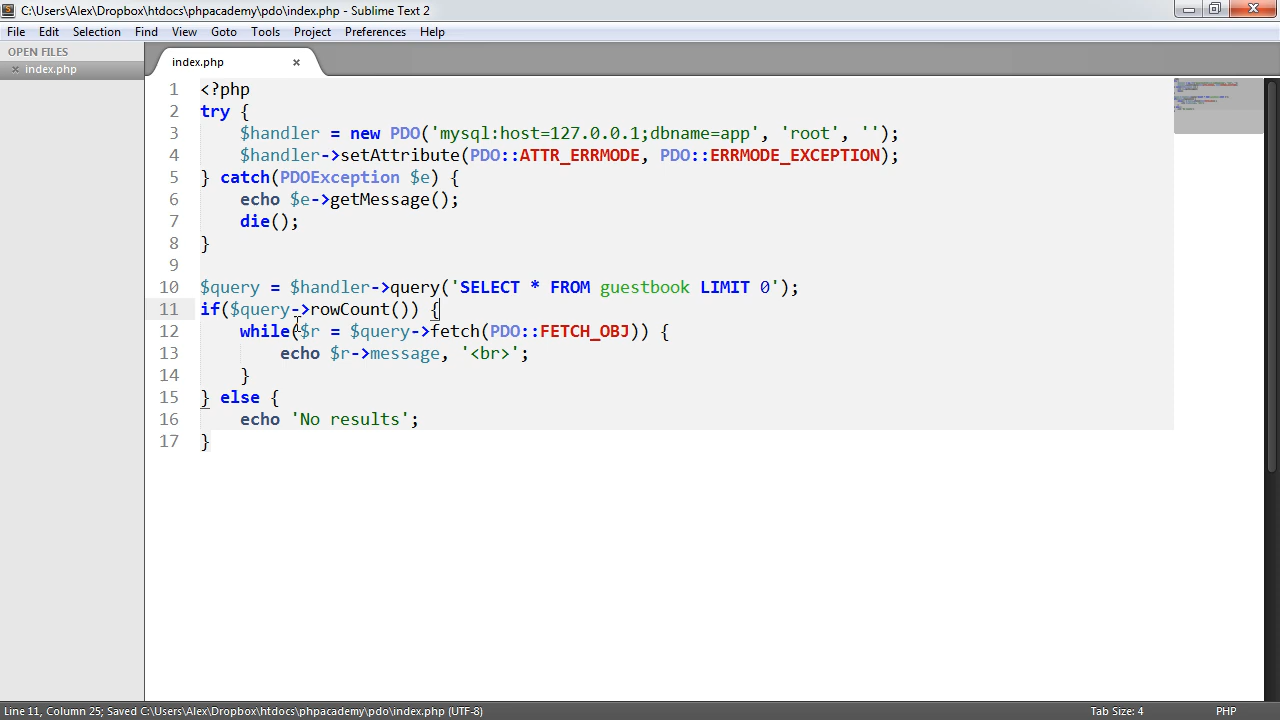 C:\Users\Alex\Dropbox\htdocs\phpacademy\pdo\index.php - Sublime Text 2
File Edit Selection Find View Goto Tools Project Preferences Help
OPEN FILES
× index.php
index.php ×
1 <?php
2 try {
3     $handler = new PDO('mysql:host=127.0.0.1;dbname=app', 'root', '');
4     $handler->setAttribute(PDO::ATTR_ERRMODE, PDO::ERRMODE_EXCEPTION);
5 } catch(PDOException $e) {
6     echo $e->getMessage();
7     die();
8 }
9
10 $query = $handler->query('SELECT * FROM guestbook LIMIT 0');
11 if($query->rowCount()) {
12     while($r = $query->fetch(PDO::FETCH_OBJ)) {
13         echo $r->message, '<br>';
14     }
15 } else {
16     echo 'No results';
17 }
Line 11, Column 25; Saved C:\Users\Alex\Dropbox\htdocs\phpacademy\pdo\index.php (UTF-8)
Tab Size: 4
PHP